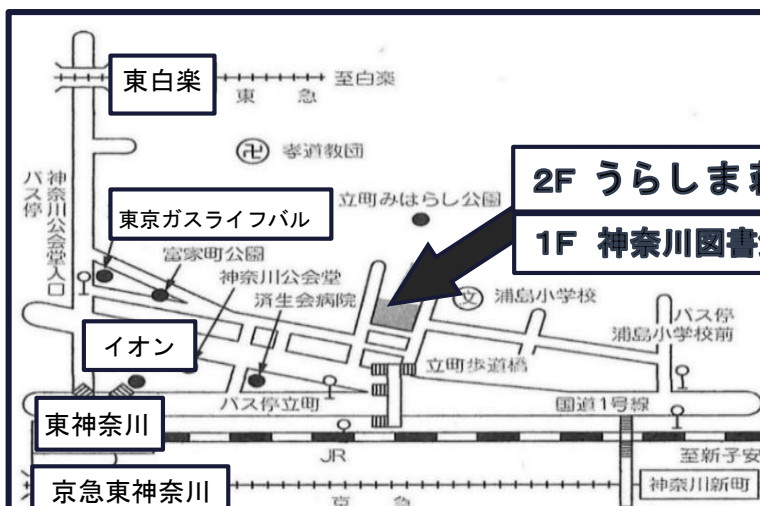 東白楽
至白楽
東急
孝道教団
神奈川公会堂入口
バス停
立町みはらし公園
2F うらしま
1F 神奈川図書
東京ガスライフバル
富家町公園
神奈川公会堂
済生会病院
文
浦島小学校
バス停
浦島小学校前
イオン
立町歩道橋
バス停立町
国道1号線
東神奈川
JR
至新子安
京急東神奈川
京急
神奈川新町